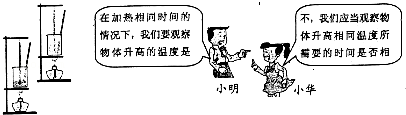 在加热相同时间的
情况下，我们要观察
物体升高的温度是
不，我们应当观察物
体升高相同温度所
需要的时间是否相
小明
小华